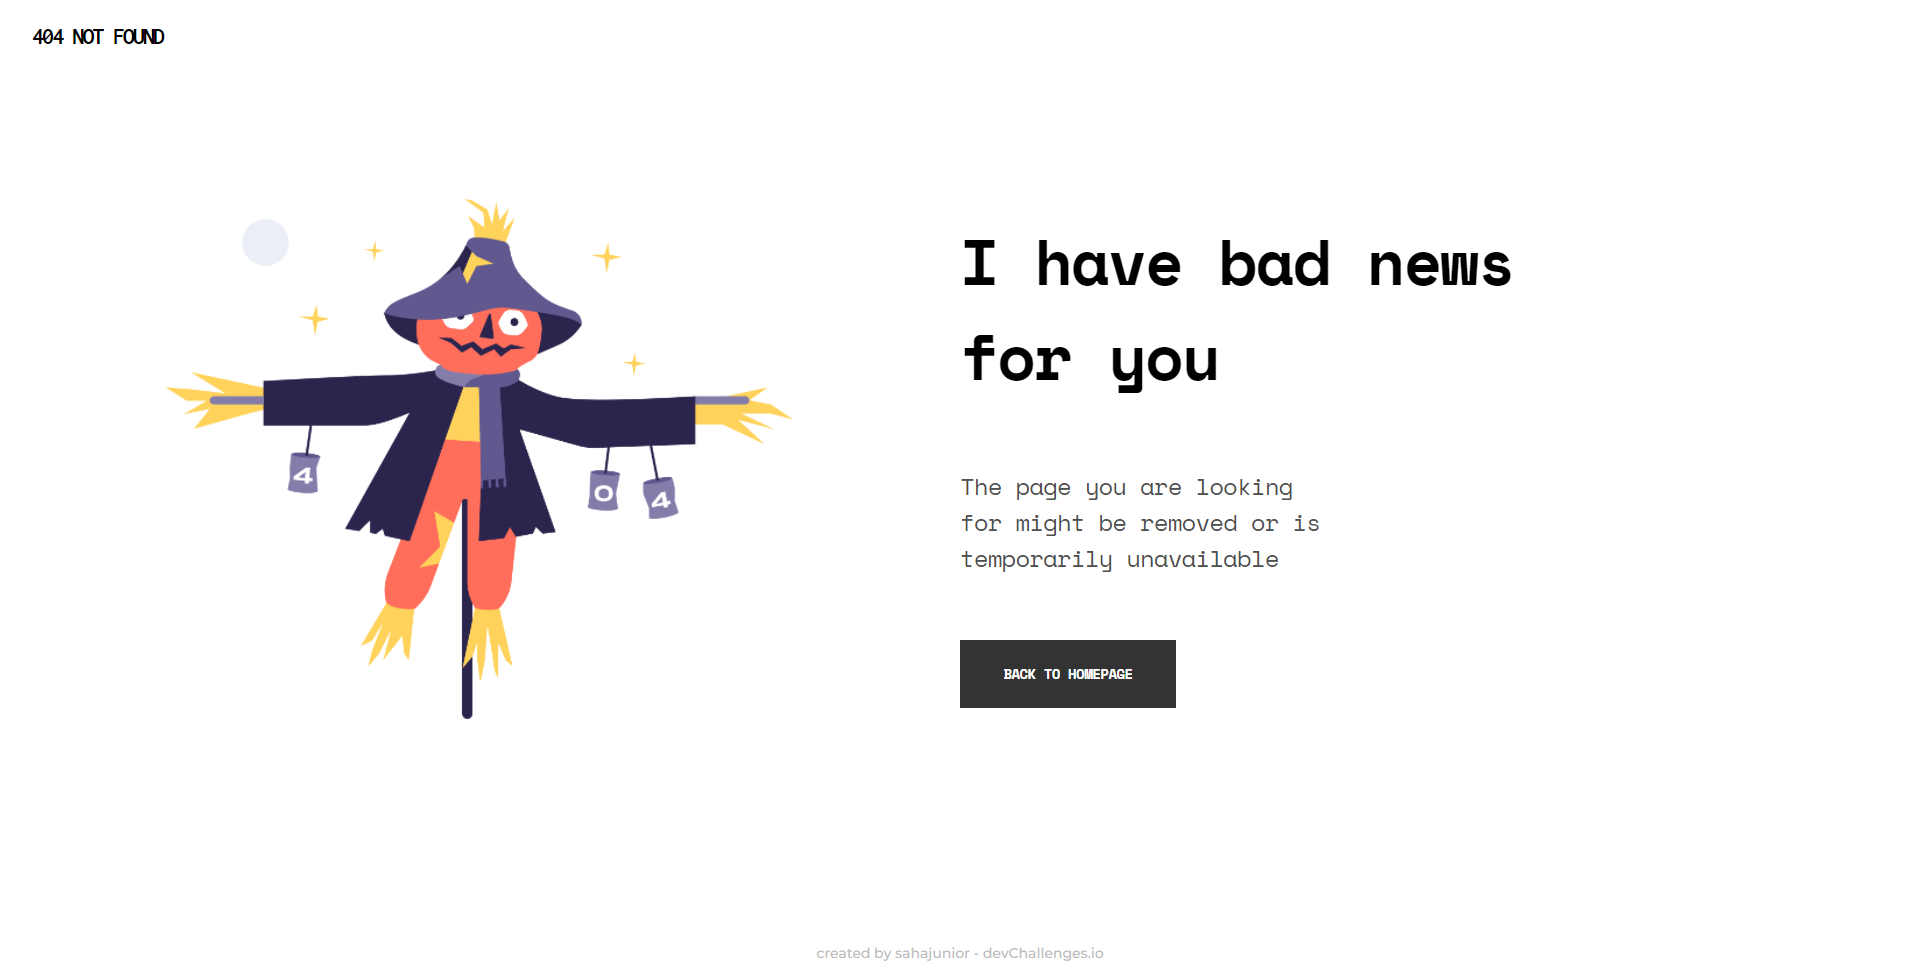 404 NOT FOUND
I have bad news
for you
4
0
4
The page you are looking
for might be removed or is
temporarily unavailable
BACK TO HOMEPAGE
created by sahajunior - devChallenges.io